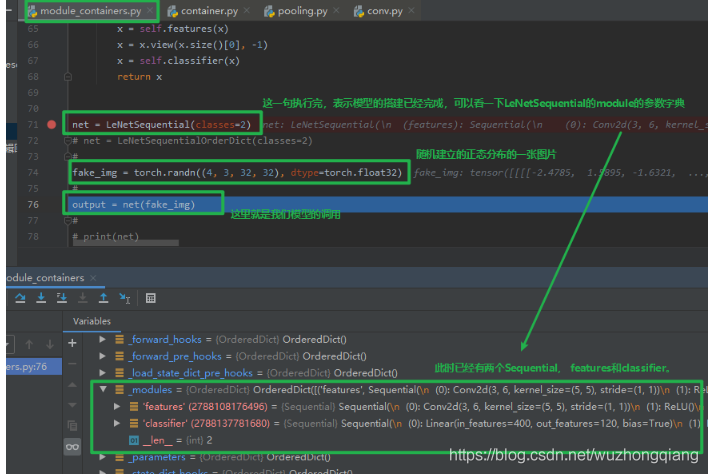 module_containers.py
container.py
pooling.py
conv.py
65 x = self.features(x)
66 x = x.view(x.size()[0], -1)
67 x = self.classifier(x)
68 return x
69
70
这一句执行完，表示模型的搭建已经完成，可以看一下LeNetSequential的module的参数字典
71 net = LeNetSequential(classes=2) net: LeNetSequential(\n (features): Sequential(\n (0): Conv2d(3, 6, kernel_s
72 # net = LeNetSequentialOrderDict(classes=2)
73 #
随机建立的正态分布的一张图片
74 fake_img = torch.randn((4, 3, 32, 32), dtype=torch.float32) fake_img: tensor([[[[-2.4785, 1.5895, -1.6321, ...,
75 #
76 output = net(fake_img)
这里就是我们模型的调用
77 #
78 # print(net)
odule_containers
Variables
_forward_hooks = {OrderedDict} OrderedDict()
_forward_pre_hooks = {OrderedDict} OrderedDict()
ers.py:76
此时已经有两个Sequential， features和classifier。
_load_state_dict_pre_hooks = {OrderedDict} OrderedDict()
_modules = {OrderedDict} OrderedDict([('features', Sequential(\n (0): Conv2d(3, 6, kernel_size=(5, 5), stride=(1, 1))\n (1): ReL
'features' (2788108176496) = {Sequential} Sequential(\n (0): Conv2d(3, 6, kernel_size=(5, 5), stride=(1, 1))\n (1): ReLU()\n
'classifier' (2788137781680) = {Sequential} Sequential(\n (0): Linear(in_features=400, out_features=120, bias=True)\n (1):
__len__ = {int} 2
_parameters = {OrderedDict} OrderedDict()
https://blog.csdn.net/wuzhongqiang
_state_dict_hooks = {OrderedDict} OrderedDict()